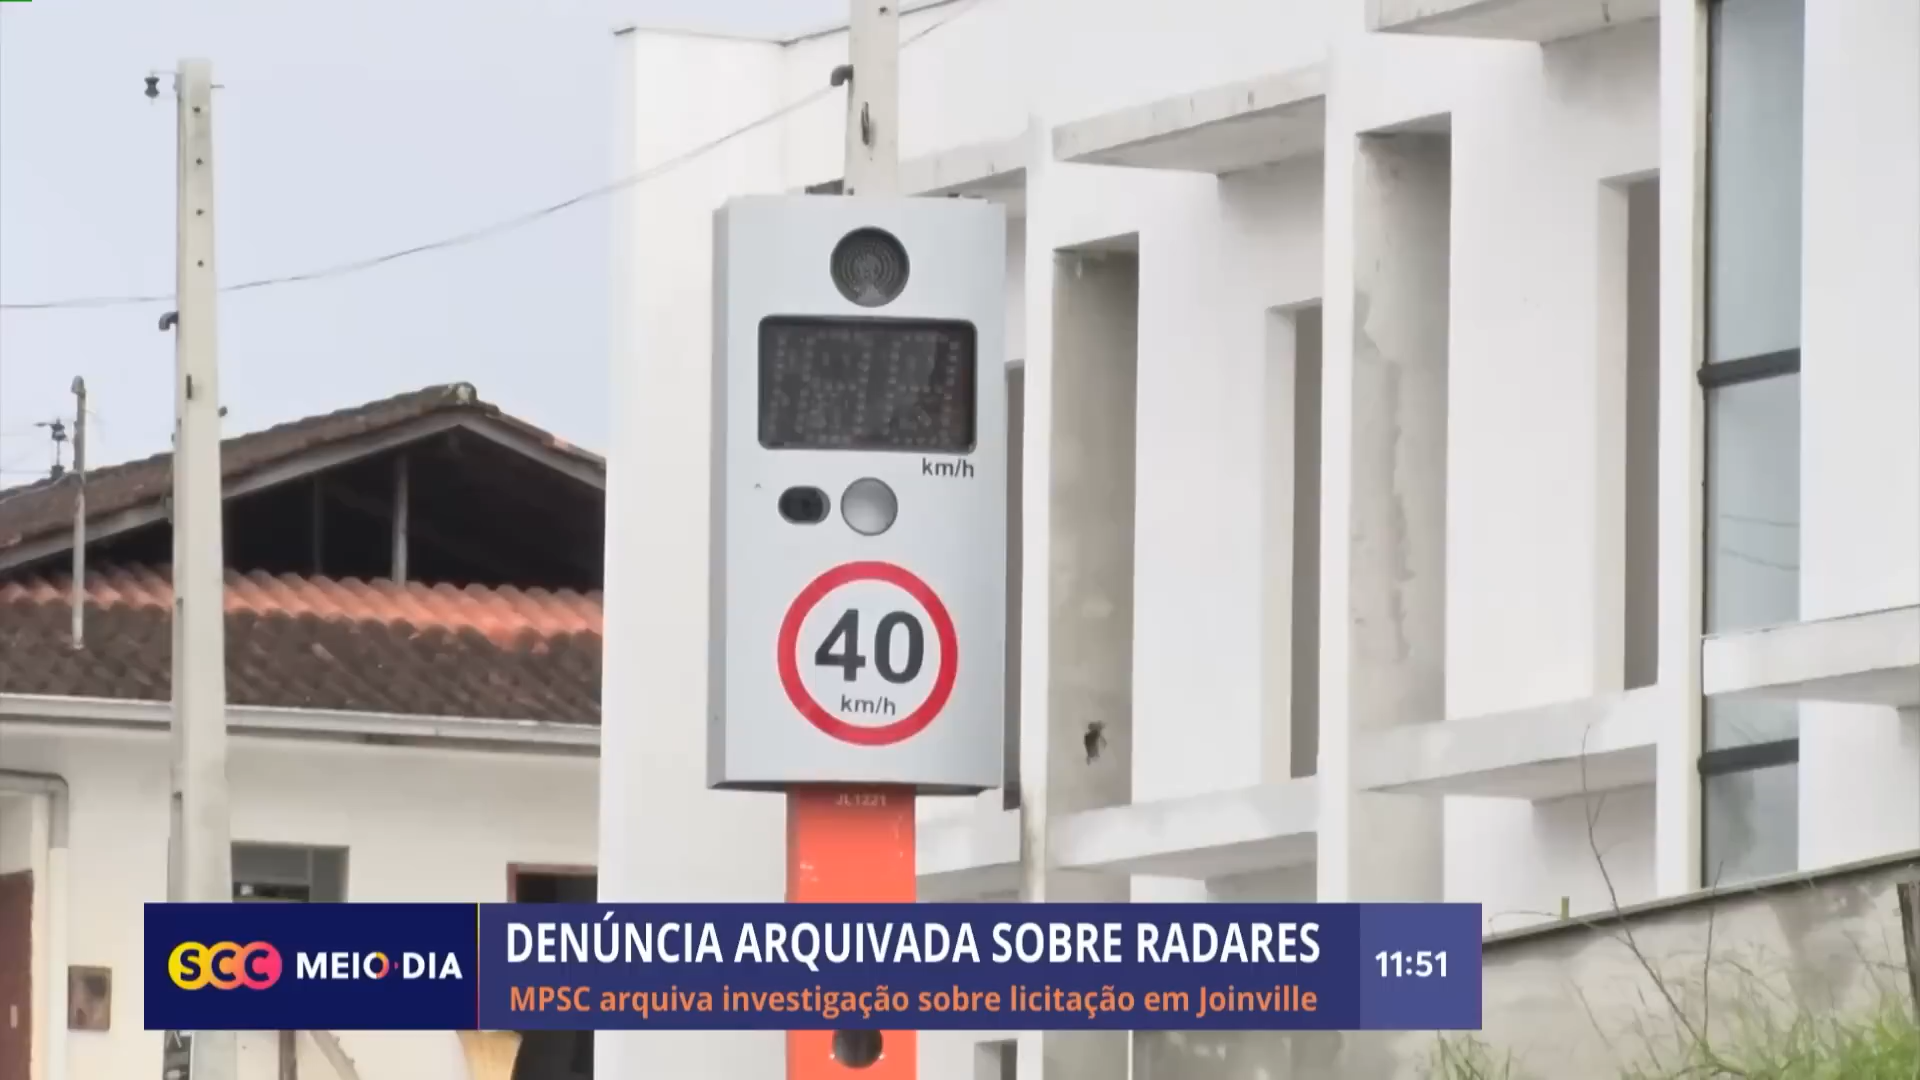 km/h
40
km/h
JL1221
SCC MEIO DIA
DENÚNCIA ARQUIVADA SOBRE RADARES
MPSC arquiva investigação sobre licitação em Joinville
11:51